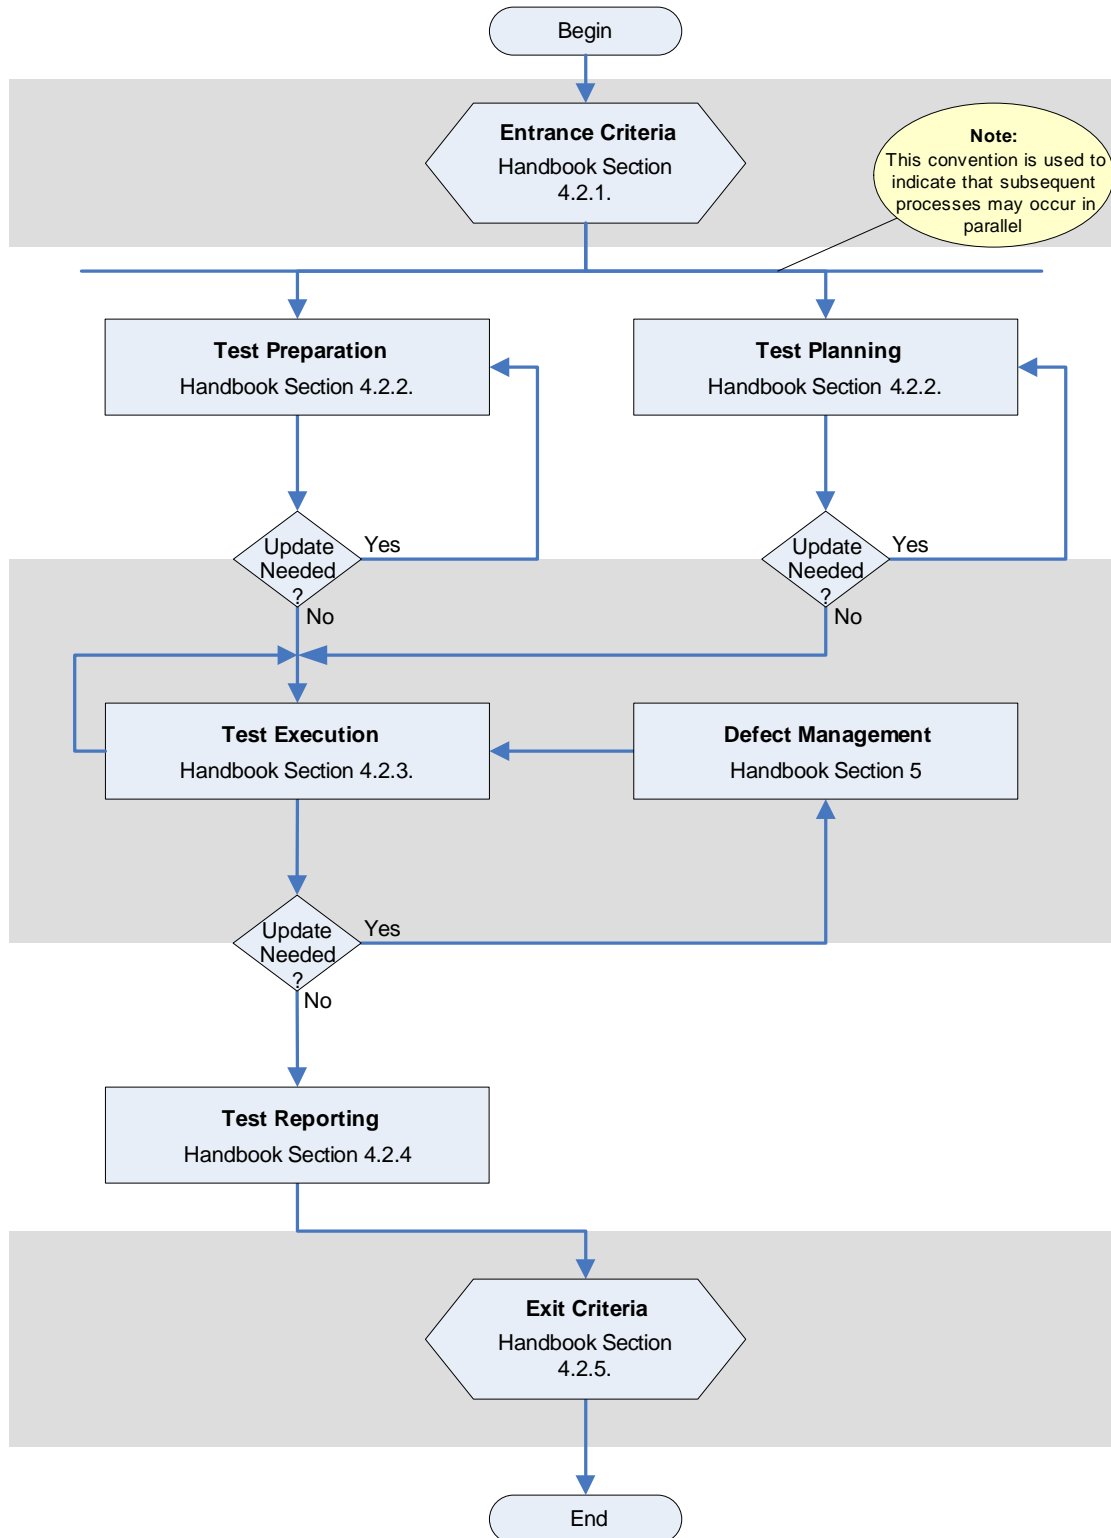 Begin
Entrance Criteria
Handbook Section
4.2.1.
Note:
This convention is used to
indicate that subsequent
processes may occur in
parallel
Test Preparation
Handbook Section 4.2.2.
Test Planning
Handbook Section 4.2.2.
Update
Needed
?
Yes
No
Update
Needed
?
Yes
No
Test Execution
Handbook Section 4.2.3.
Defect Management
Handbook Section 5
Update
Needed
?
Yes
No
Test Reporting
Handbook Section 4.2.4
Exit Criteria
Handbook Section
4.2.5.
End